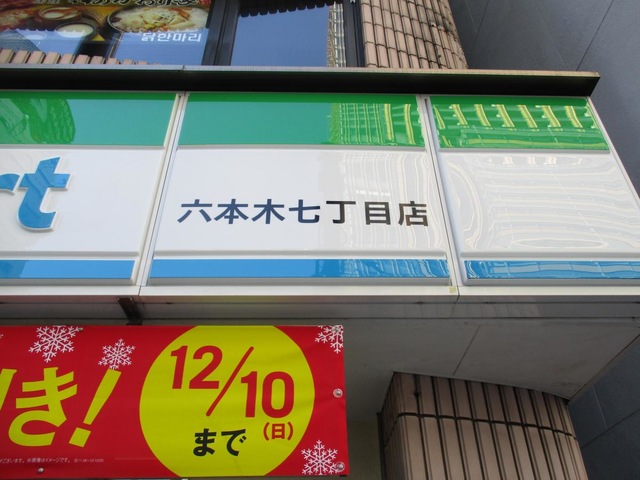 닭한마리
rt
六本木七丁目店
き!
12/10
(日)
まで